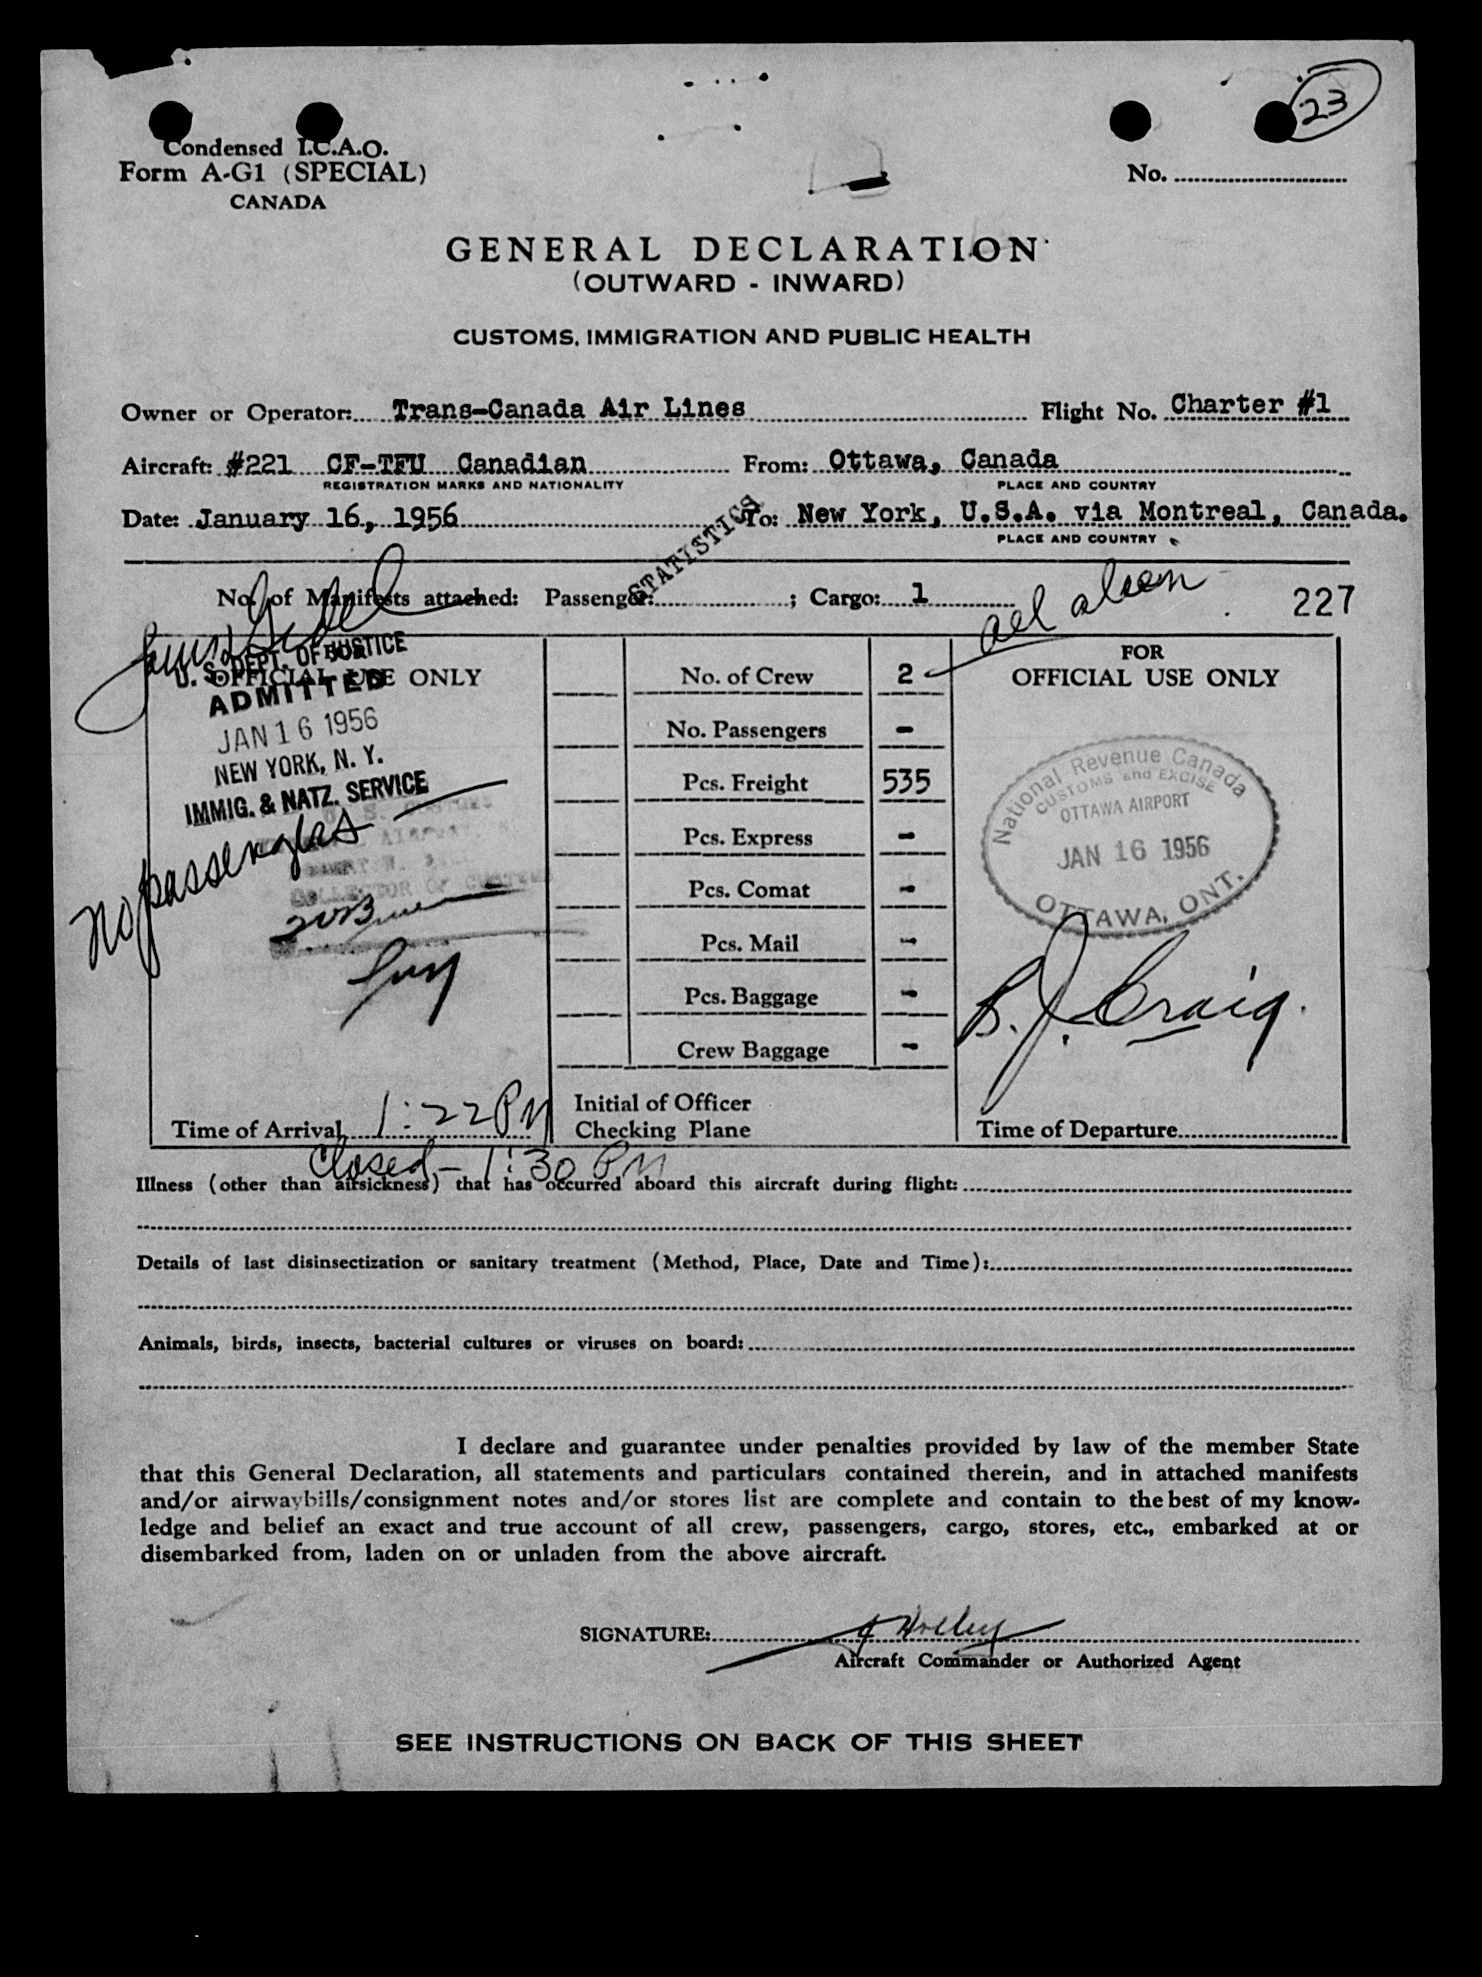 23
Condensed I.C.A.O.
Form A-G1 (SPECIAL)
CANADA
No.
GENERAL DECLARATION
(OUTWARD - INWARD)
CUSTOMS, IMMIGRATION AND PUBLIC HEALTH
Owner or Operator: Trans-Canada Air Lines Flight No. Charter #1
Aircraft: #221 CF-TFU Canadian From: Ottawa, Canada
REGISTRATION MARKS AND NATIONALITY PLACE AND COUNTRY
Date: January 16, 1956 To: New York, U.S.A. via Montreal, Canada.
PLACE AND COUNTRY
STATISTICS
No. of Manifests attached: Passenger: ; Cargo: 1
ael alsen 227
FOR
OFFICIAL USE ONLY
U. S. DEPT. OF JUSTICE
ADMITTED
JAN 16 1956
NEW YORK, N. Y.
IMMIG. & NATZ. SERVICE
No passengers
COLLECTOR OF CUSTOMS
No. of Crew 2
No. Passengers -
Pcs. Freight 535
Pcs. Express -
Pcs. Comat -
Pcs. Mail -
Pcs. Baggage -
Crew Baggage -
Initial of Officer
Checking Plane
FOR
OFFICIAL USE ONLY
National Revenue Canada
CUSTOMS and EXCISE
OTTAWA AIRPORT
JAN 16 1956
OTTAWA, ONT.
B. J. Craig.
Time of Arrival 1:22 PM
Time of Departure
Closed - 1:30 PM
Illness (other than airsickness) that has occurred aboard this aircraft during flight:
Details of last disinsectization or sanitary treatment (Method, Place, Date and Time):
Animals, birds, insects, bacterial cultures or viruses on board:
I declare and guarantee under penalties provided by law of the member State
that this General Declaration, all statements and particulars contained therein, and in attached manifests
and/or airwaybills/consignment notes and/or stores list are complete and contain to the best of my know-
ledge and belief an exact and true account of all crew, passengers, cargo, stores, etc., embarked at or
disembarked from, laden on or unladen from the above aircraft.
SIGNATURE:
Aircraft Commander or Authorized Agent
SEE INSTRUCTIONS ON BACK OF THIS SHEET